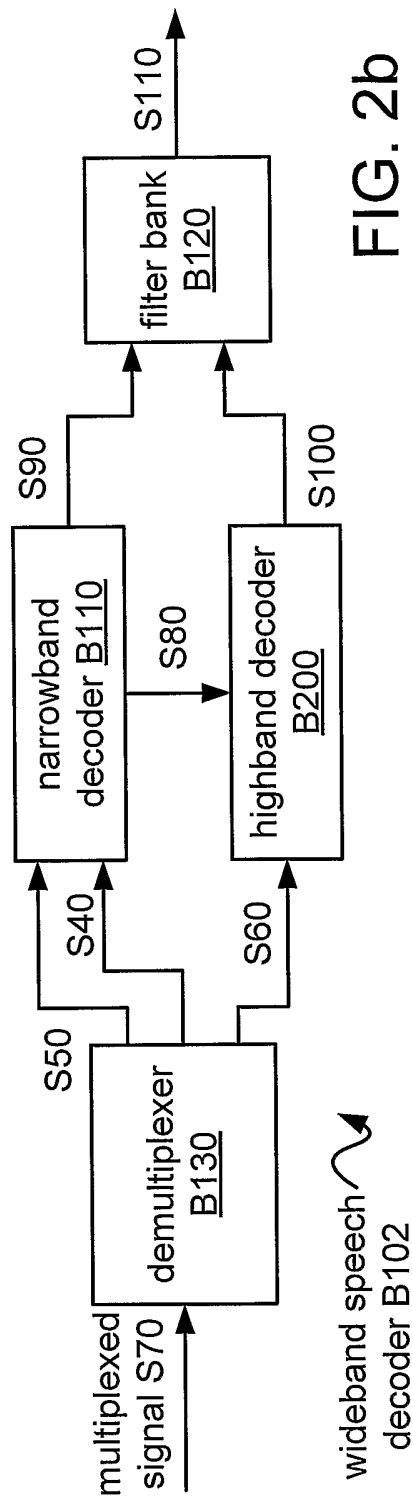 multiplexed
signal S70
demultiplexer
B130
S50
S40
S60
narrowband
decoder B110
S80
highband decoder
B200
S90
S100
filter bank
B120
S110
wideband speech
decoder B102
FIG. 2b